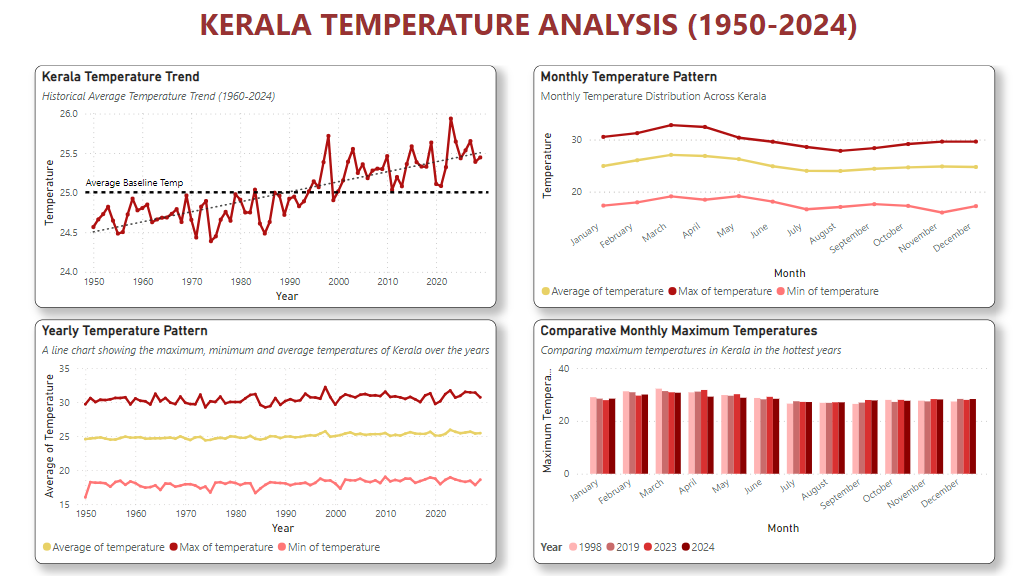 KERALA TEMPERATURE ANALYSIS (1950-2024)
Kerala Temperature Trend
Historical Average Temperature Trend (1960-2024)
26.0
25.5
Average Baseline Temp
25.0
24.5
24.0
Temperature
1950 1960 1970 1980 1990 2000 2010 2020
Year
Monthly Temperature Pattern
Monthly Temperature Distribution Across Kerala
30
20
Temperature
January February March April May June July August September October November December
Month
Average of temperature Max of temperature Min of temperature
Yearly Temperature Pattern
A line chart showing the maximum, minimum and average temperatures of Kerala over the years
35
30
25
20
15
Average of Temperature
1950 1960 1970 1980 1990 2000 2010 2020
Year
Average of temperature Max of temperature Min of temperature
Comparative Monthly Maximum Temperatures
Comparing maximum temperatures in Kerala in the hottest years
40
20
0
Maximum Tempera...
January February March April May June July August September October November December
Month
Year 1998 2019 2023 2024